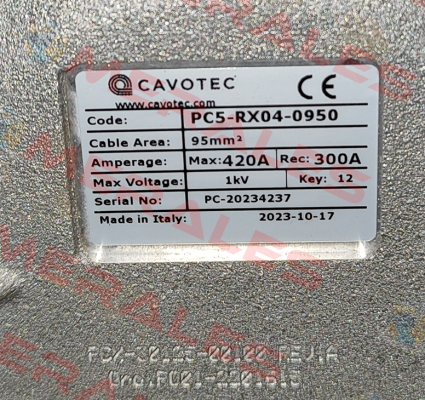 CAVOTEC CE
www.cavotec.com
Code: PC5-RX04-0950
Cable Area: 95mm²
Amperage: Max:420A Rec: 300A
Max Voltage: 1kV Key: 12
Serial No: PC-20234237
Made in Italy: 2023-10-17
REV.A